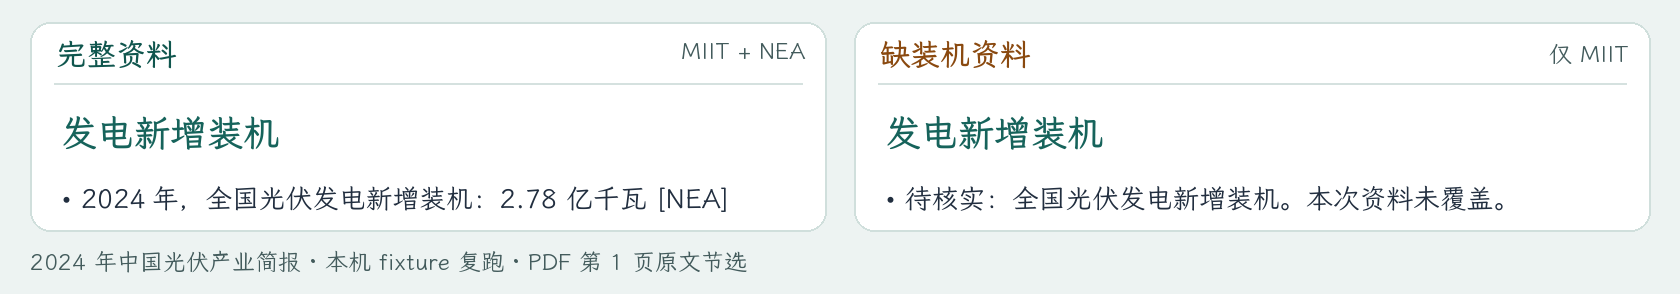 完整资料
MIIT + NEA
发电新增装机
• 2024 年，全国光伏发电新增装机：2.78 亿千瓦 [NEA]
缺装机资料
仅 MIIT
发电新增装机
• 待核实：全国光伏发电新增装机。本次资料未覆盖。
2024 年中国光伏产业简报 · 本机 fixture 复跑 · PDF 第 1 页原文节选